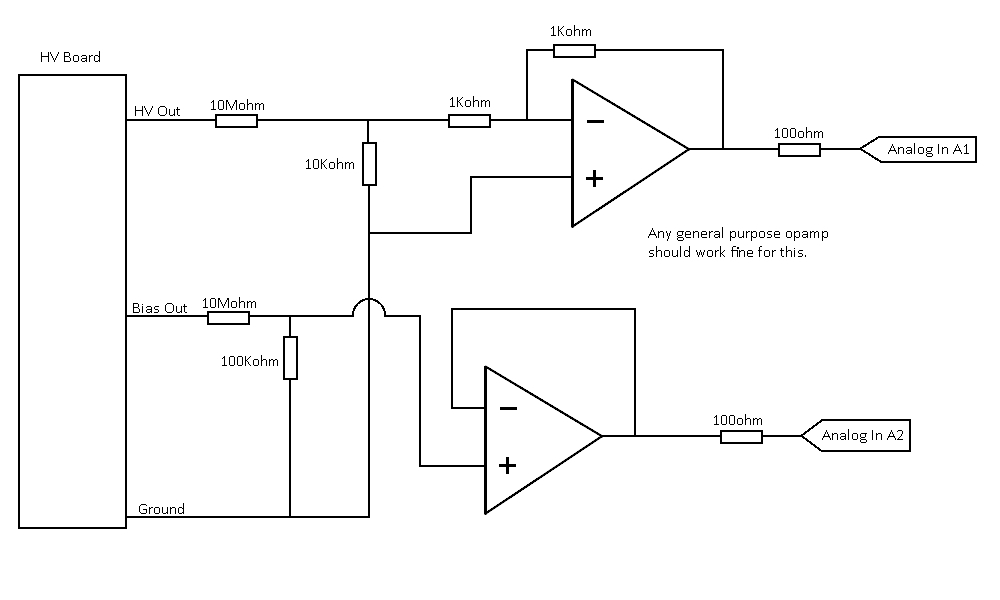 1Kohm
HV Board
HV Out
10Mohm
1Kohm
−
100ohm
Analog In A1
10Kohm
+
Any general purpose opamp
should work fine for this.
Bias Out
10Mohm
100Kohm
−
100ohm
Analog In A2
+
Ground